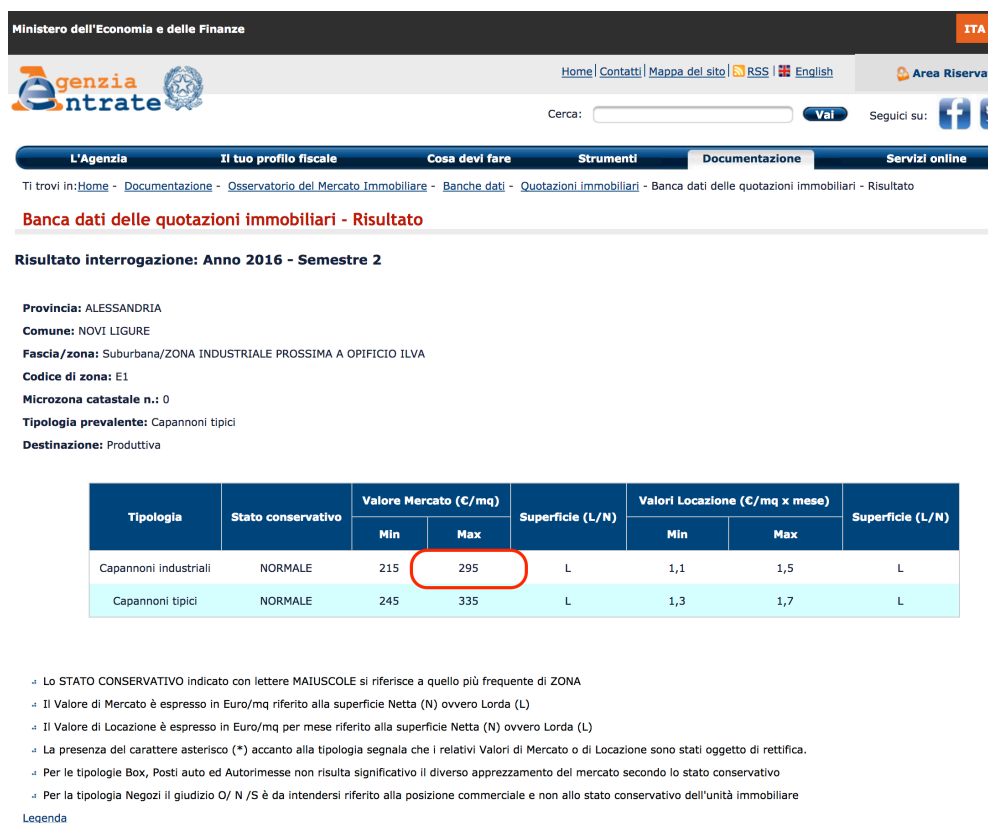 Ministero dell'Economia e delle Finanze
ITA
Agenzia
Entrate
Home | Contatti | Mappa del sito | RSS | English
Area Riserva
Cerca:
Vai
Seguici su:
L'Agenzia Il tuo profilo fiscale Cosa devi fare Strumenti Documentazione Servizi online
Ti trovi in:Home - Documentazione - Osservatorio del Mercato Immobiliare - Banche dati - Quotazioni immobiliari - Banca dati delle quotazioni immobiliari - Risultato
Banca dati delle quotazioni immobiliari - Risultato
Risultato interrogazione: Anno 2016 - Semestre 2
Provincia: ALESSANDRIA
Comune: NOVI LIGURE
Fascia/zona: Suburbana/ZONA INDUSTRIALE PROSSIMA A OPIFICIO ILVA
Codice di zona: E1
Microzona catastale n.: 0
Tipologia prevalente: Capannoni tipici
Destinazione: Produttiva
Tipologia Stato conservativo Valore Mercato (€/mq) Superficie (L/N) Valori Locazione (€/mq x mese) Superficie (L/N)
Min Max Min Max
Capannoni industriali NORMALE 215 295 L 1,1 1,5 L
Capannoni tipici NORMALE 245 335 L 1,3 1,7 L
Lo STATO CONSERVATIVO indicato con lettere MAIUSCOLE si riferisce a quello più frequente di ZONA
Il Valore di Mercato è espresso in Euro/mq riferito alla superficie Netta (N) ovvero Lorda (L)
Il Valore di Locazione è espresso in Euro/mq per mese riferito alla superficie Netta (N) ovvero Lorda (L)
La presenza del carattere asterisco (*) accanto alla tipologia segnala che i relativi Valori di Mercato o di Locazione sono stati oggetto di rettifica.
Per le tipologie Box, Posti auto ed Autorimesse non risulta significativo il diverso apprezzamento del mercato secondo lo stato conservativo
Per la tipologia Negozi il giudizio O/ N /S è da intendersi riferito alla posizione commerciale e non allo stato conservativo dell'unità immobiliare
Legenda